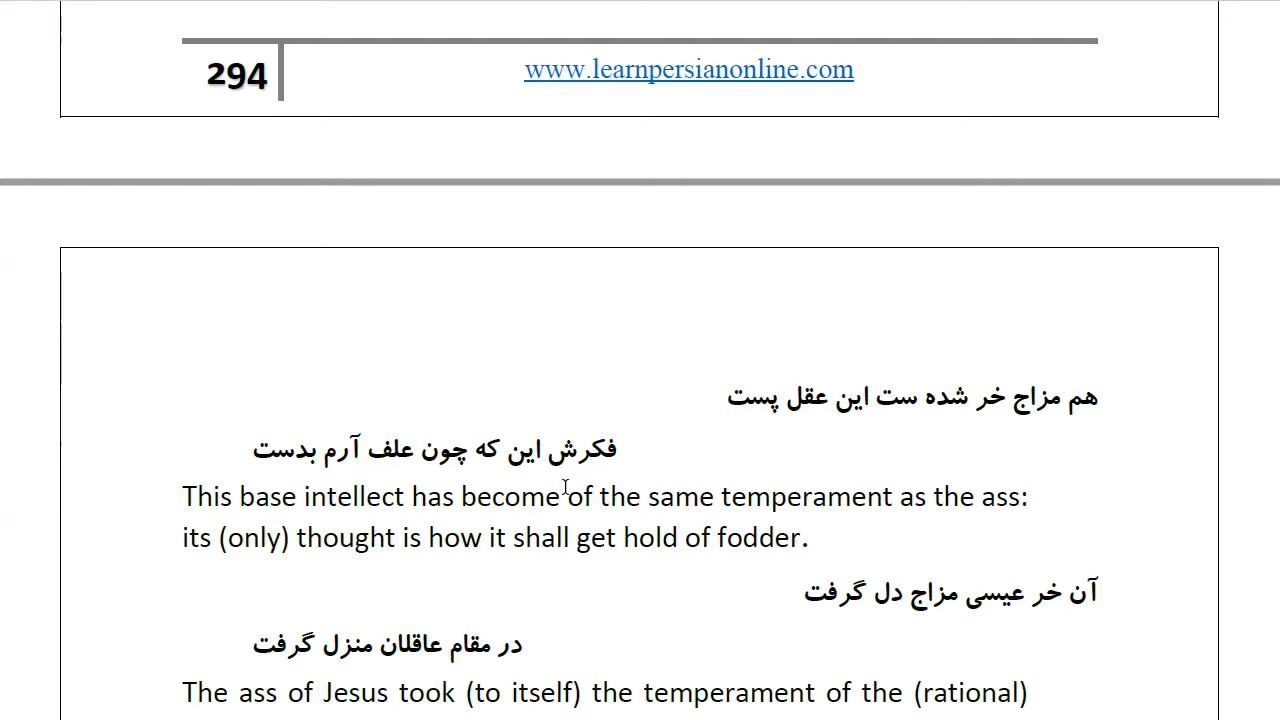 294
www.learnpersianonline.com
هم مزاج خر شده ست این عقل پست
فکرش این که چون علف آرم بدست
This base intellect has become of the same temperament as the ass:
its (only) thought is how it shall get hold of fodder.
آن خر عیسی مزاج دل گرفت
در مقام عاقلان منزل گرفت
The ass of Jesus took (to itself) the temperament of the (rational)